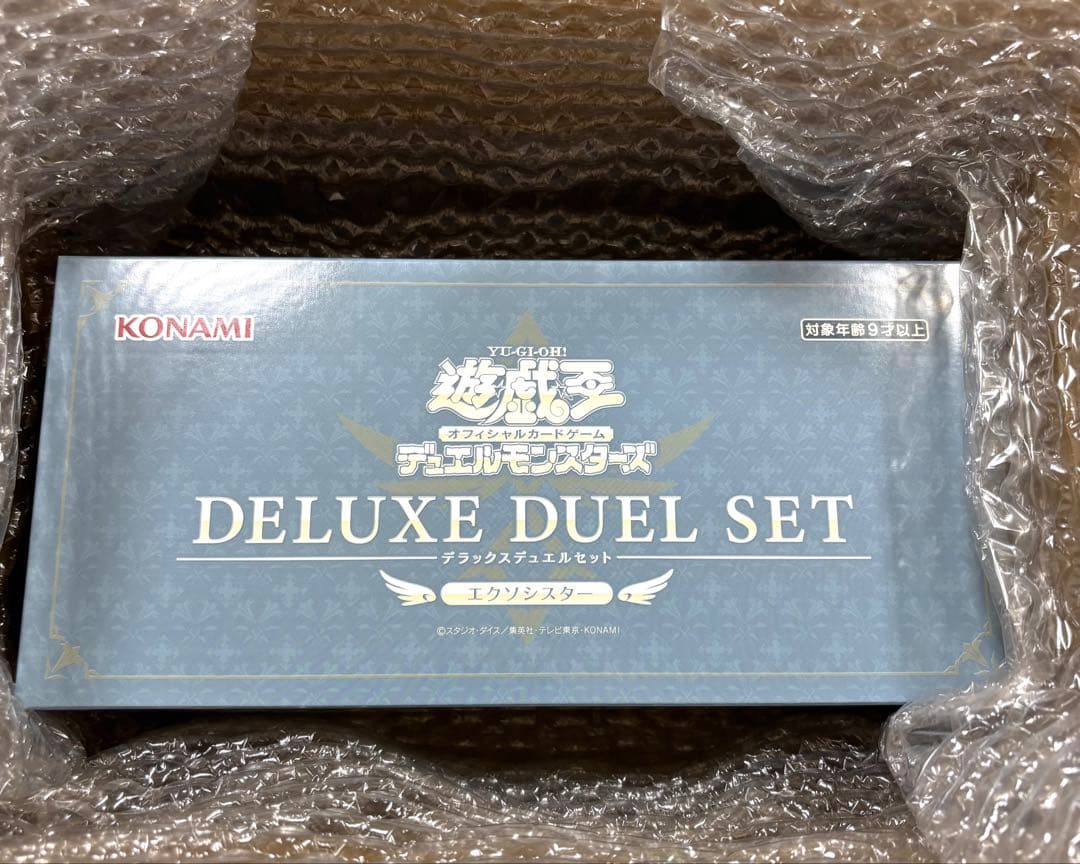 KONAMI
対象年齢9才以上
YU-GI-OH!
遊戯王
オフィシャルカードゲーム
デュエルモンスターズ
DELUXE DUEL SET
デラックスデュエルセット
エクソシスター
©スタジオ・ダイス/集英社・テレビ東京・KONAMI